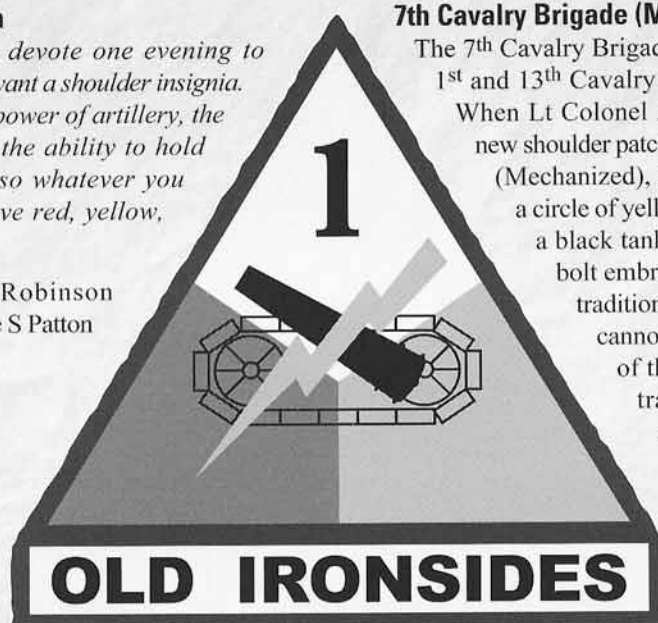 devote one evening to
vant a shoulder insignia.
power of artillery, the
the ability to hold
so whatever you
ve red, yellow,
Robinson
e S Patton
7th Cavalry Brigade (M
The 7th Cavalry Brigad
1st and 13th Cavalry
When Lt Colonel
new shoulder patc
(Mechanized),
a circle of yel
a black tank
bolt embr
tradition
canno
of th
tra
1
OLD IRONSIDES